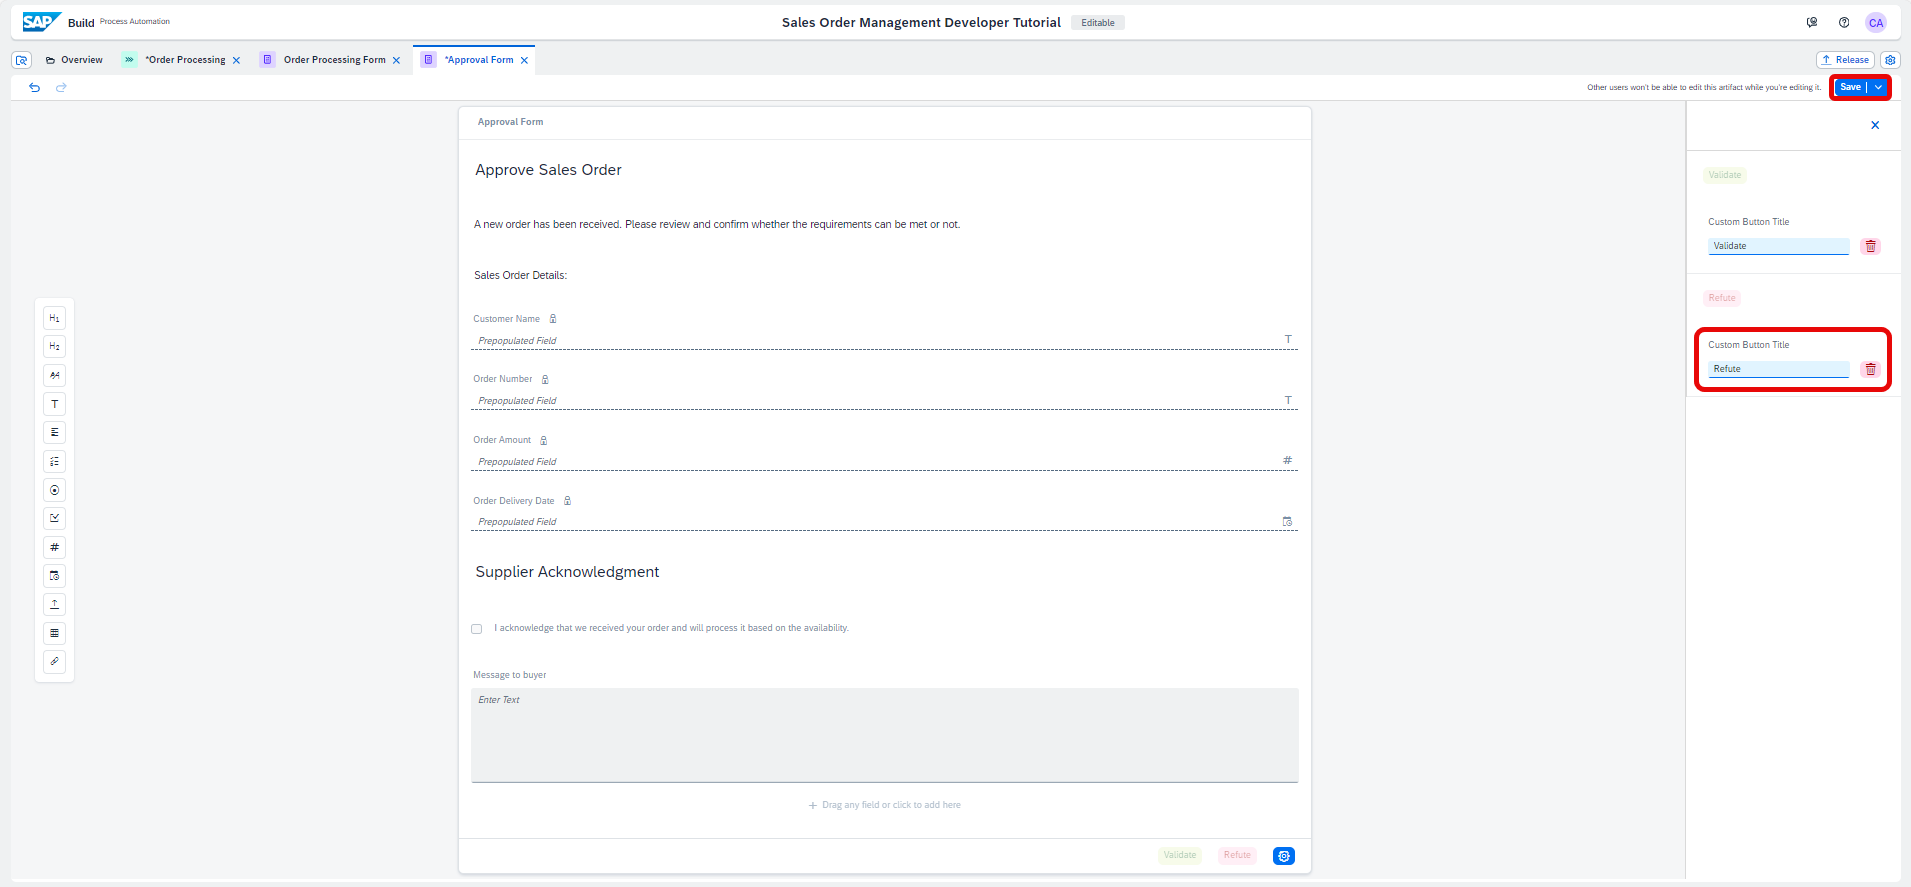 SAP Build Process Automation
Sales Order Management Developer Tutorial Editable
CA
Overview *Order Processing Order Processing Form *Approval Form
Release
Other users won't be able to edit this artifact while you're editing it.
Save
Approval Form
Approve Sales Order
A new order has been received. Please review and confirm whether the requirements can be met or not.
Sales Order Details:
Customer Name
Prepopulated Field T
Order Number
Prepopulated Field T
Order Amount
Prepopulated Field #
Order Delivery Date
Prepopulated Field
Supplier Acknowledgment
I acknowledge that we received your order and will process it based on the availability.
Message to buyer
Enter Text
+ Drag any field or click to add here
Validate Refute
H1
H2
AA
T
#
Validate
Custom Button Title
Validate
Refute
Custom Button Title
Refute